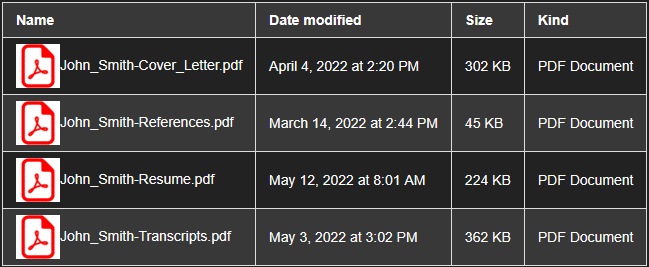 Name Date modified Size Kind
John_Smith-Cover_Letter.pdf April 4, 2022 at 2:20 PM 302 KB PDF Document
John_Smith-References.pdf March 14, 2022 at 2:44 PM 45 KB PDF Document
John_Smith-Resume.pdf May 12, 2022 at 8:01 AM 224 KB PDF Document
John_Smith-Transcripts.pdf May 3, 2022 at 3:02 PM 362 KB PDF Document